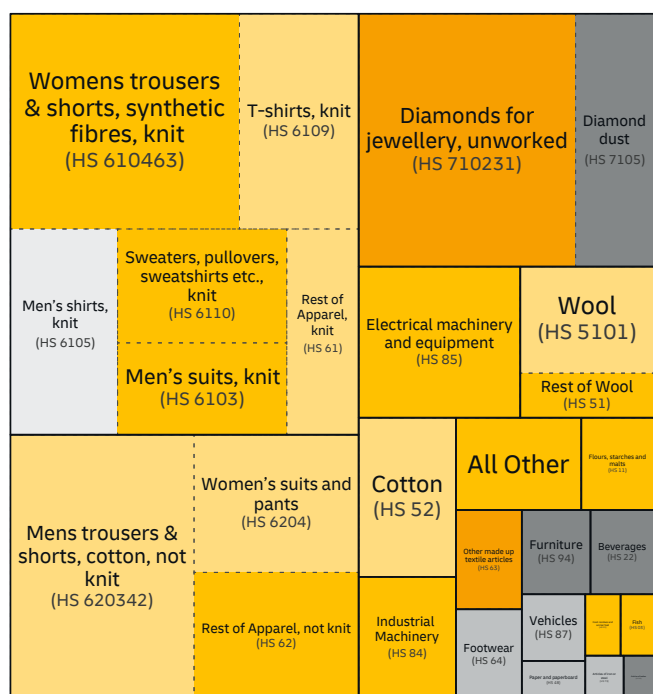 Womens trousers
& shorts, synthetic
fibres, knit
(HS 610463)
T-shirts, knit
(HS 6109)
Diamonds for
jewellery, unworked
(HS 710231)
Diamond
dust
(HS 7105)
Men’s shirts,
knit
(HS 6105)
Sweaters, pullovers,
sweatshirts etc.,
knit
(HS 6110)
Men’s suits, knit
(HS 6103)
Rest of
Apparel,
knit
(HS 61)
Electrical machinery
and equipment
(HS 85)
Wool
(HS 5101)
Rest of Wool
(HS 51)
Mens trousers &
shorts, cotton, not
knit
(HS 620342)
Women’s suits and
pants
(HS 6204)
Rest of Apparel, not knit
(HS 62)
Cotton
(HS 52)
All Other
Flours, starches and
malts
(HS 11)
Other made up
textile articles
(HS 63)
Furniture
(HS 94)
Beverages
(HS 22)
Industrial
Machinery
(HS 84)
Footwear
(HS 64)
Vehicles
(HS 87)
Fish
Paper and paperboard